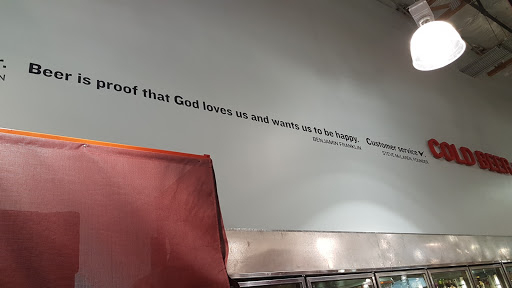 r.
N
Beer is proof that God loves us and wants us to be happy.
BENJAMIN FRANKLIN
Customer service
COLD BEER